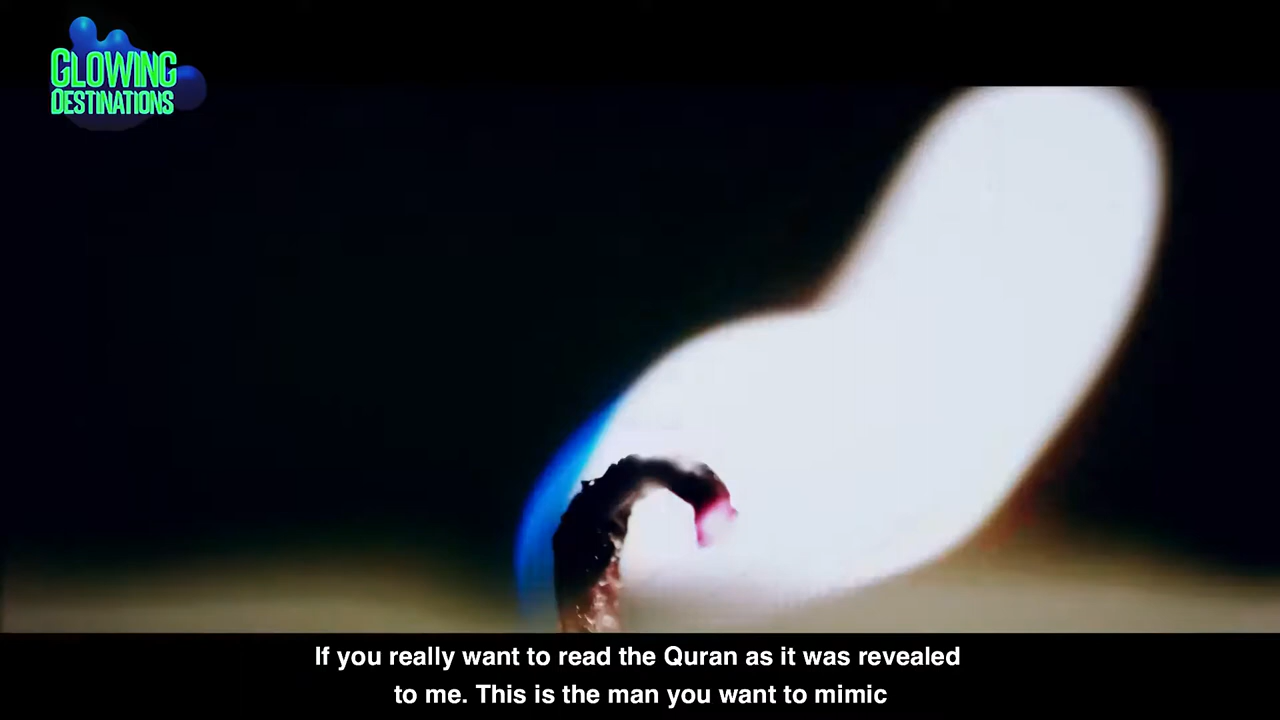 GLOWING
DESTINATIONS
If you really want to read the Quran as it was revealed
to me. This is the man you want to mimic